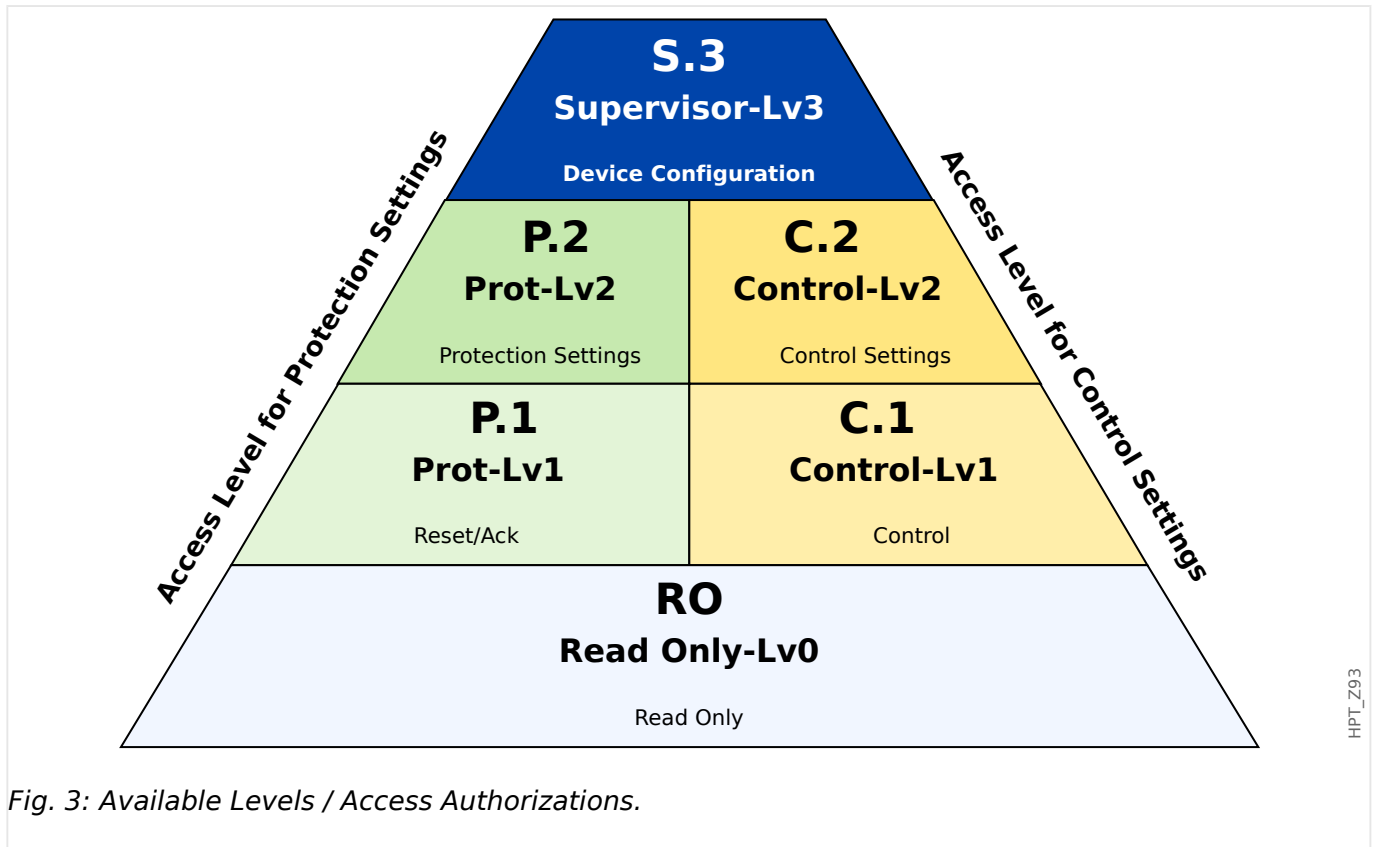 S.3
Supervisor-Lv3
Device Configuration
Access Level for Protection Settings
Access Level for Control Settings
P.2
Prot-Lv2
Protection Settings
C.2
Control-Lv2
Control Settings
P.1
Prot-Lv1
Reset/Ack
C.1
Control-Lv1
Control
RO
Read Only-Lv0
Read Only
HPT_Z93
Fig. 3: Available Levels / Access Authorizations.